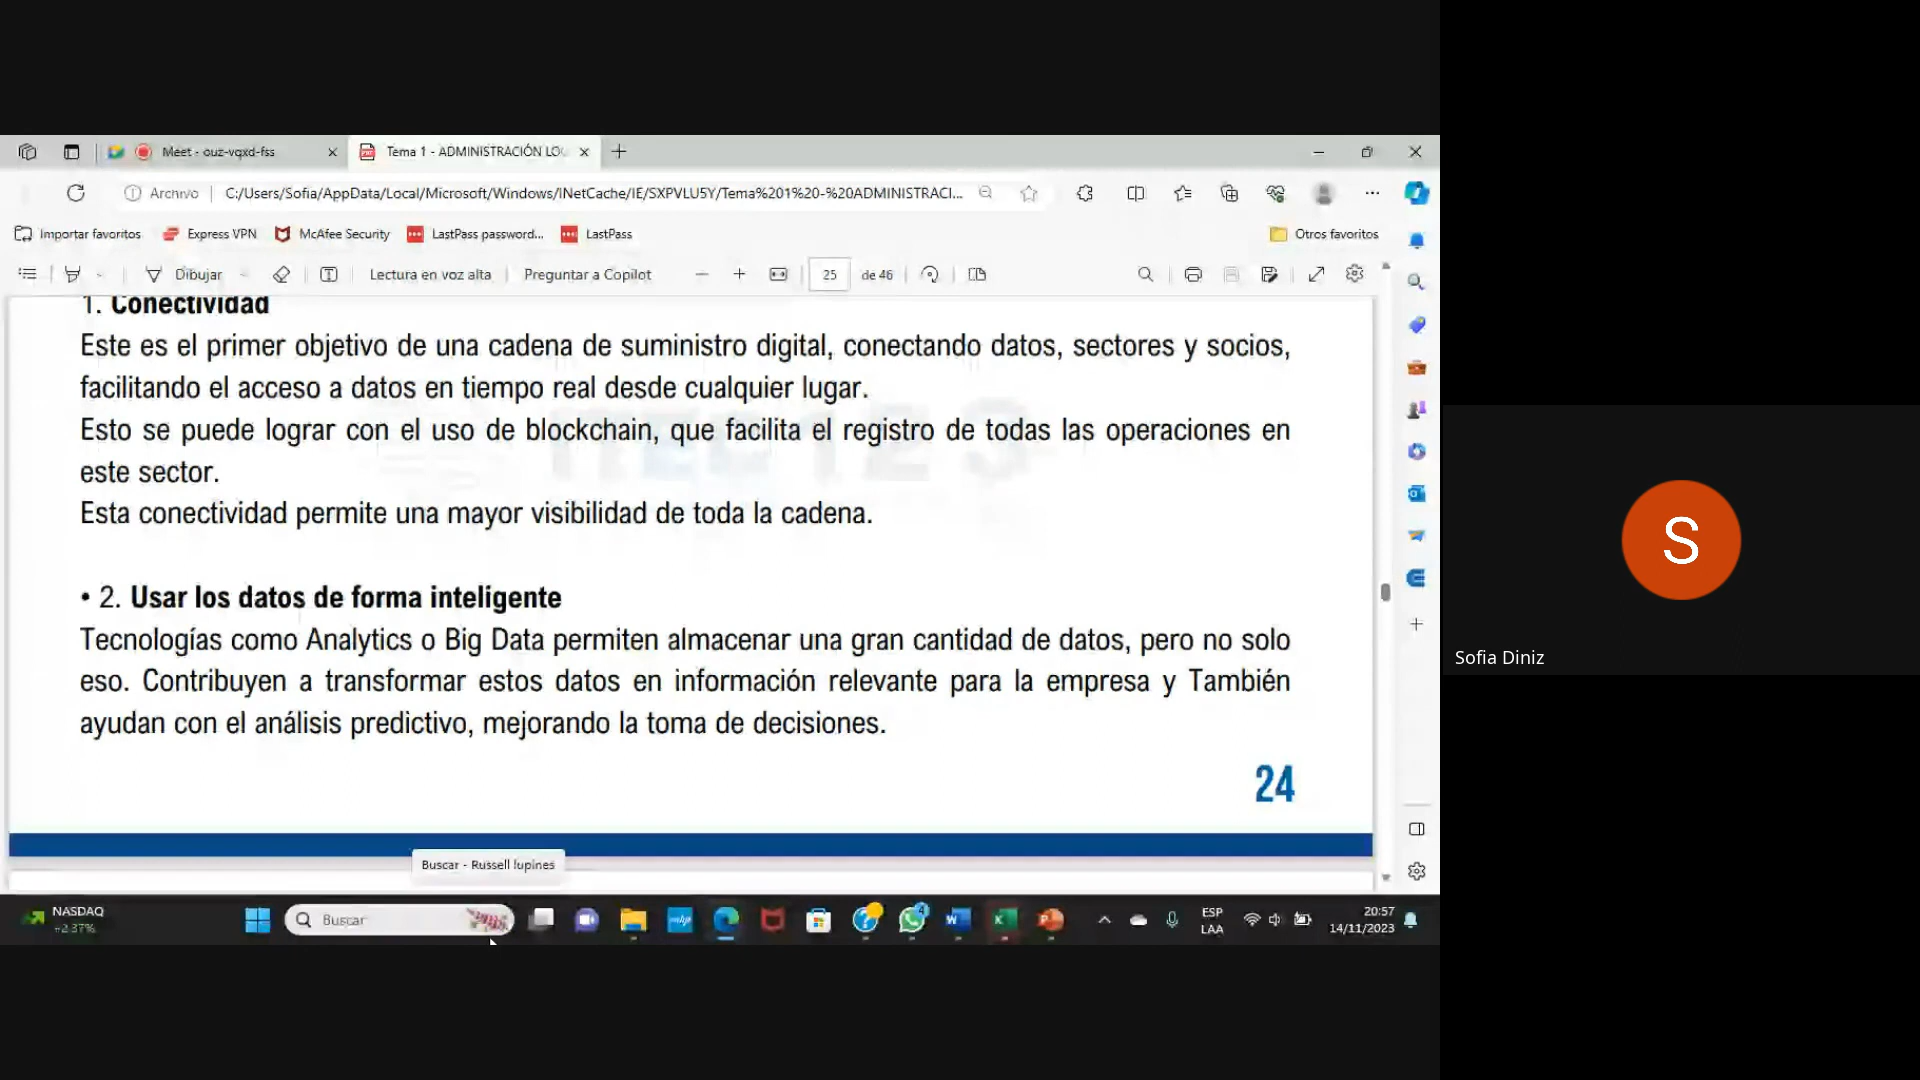 Meet - ouz-vqxd-fss
Tema 1 - ADMINISTRACIÓN LO
Archivo
C:/Users/Sofia/AppData/Local/Microsoft/Windows/INetCache/IE/SXPVLU5Y/Tema%201%20-%20ADMINISTRACI...
Importar favoritos
Express VPN
McAfee Security
LastPass password...
LastPass
Otros favoritos
Dibujar
Lectura en voz alta
Preguntar a Copilot
25
de 46
1. Conectividad
Este es el primer objetivo de una cadena de suministro digital, conectando datos, sectores y socios,
facilitando el acceso a datos en tiempo real desde cualquier lugar.
Esto se puede lograr con el uso de blockchain, que facilita el registro de todas las operaciones en
este sector.
Esta conectividad permite una mayor visibilidad de toda la cadena.
• 2. Usar los datos de forma inteligente
Tecnologías como Analytics o Big Data permiten almacenar una gran cantidad de datos, pero no solo
eso. Contribuyen a transformar estos datos en información relevante para la empresa y También
ayudan con el análisis predictivo, mejorando la toma de decisiones.
24
Buscar - Russell lupines
NASDAQ
+2.37%
Buscar
ESP
LAA
20:57
14/11/2023
S
Sofia Diniz